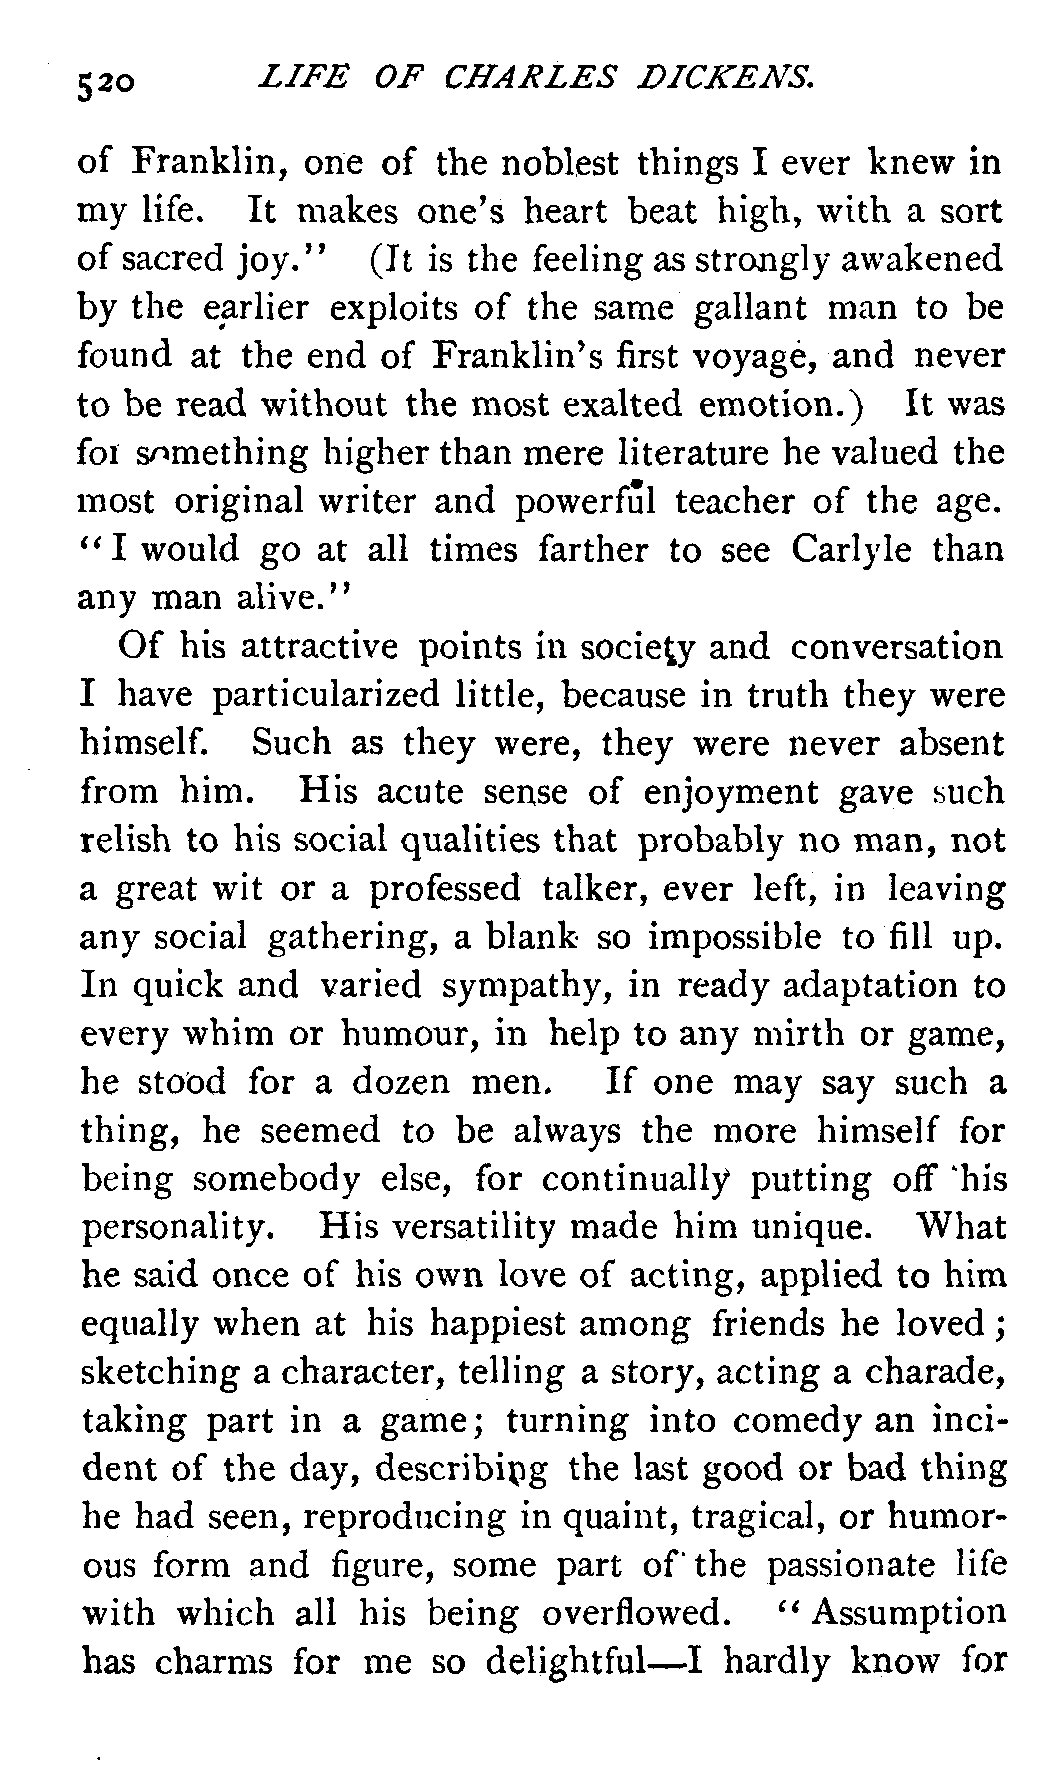 520 LIFE OF CHARLES DICKENS.
of Franklin, one of the noblest things I ever knew in
my life. It makes one's heart beat high, with a sort
of sacred joy." (It is the feeling as strongly awakened
by the earlier exploits of the same gallant man to be
found at the end of Franklin's first voyage, and never
to be read without the most exalted emotion.) It was
for something higher than mere literature he valued the
most original writer and powerful teacher of the age.
"I would go at all times farther to see Carlyle than
any man alive."
Of his attractive points in society and conversation
I have particularized little, because in truth they were
himself. Such as they were, they were never absent
from him. His acute sense of enjoyment gave such
relish to his social qualities that probably no man, not
a great wit or a professed talker, ever left, in leaving
any social gathering, a blank so impossible to fill up.
In quick and varied sympathy, in ready adaptation to
every whim or humour, in help to any mirth or game,
he stood for a dozen men. If one may say such a
thing, he seemed to be always the more himself for
being somebody else, for continually putting off his
personality. His versatility made him unique. What
he said once of his own love of acting, applied to him
equally when at his happiest among friends he loved;
sketching a character, telling a story, acting a charade,
taking part in a game; turning into comedy an inci-
dent of the day, describing the last good or bad thing
he had seen, reproducing in quaint, tragical, or humor-
ous form and figure, some part of the passionate life
with which all his being overflowed. "Assumption
has charms for me so delightful—I hardly know for